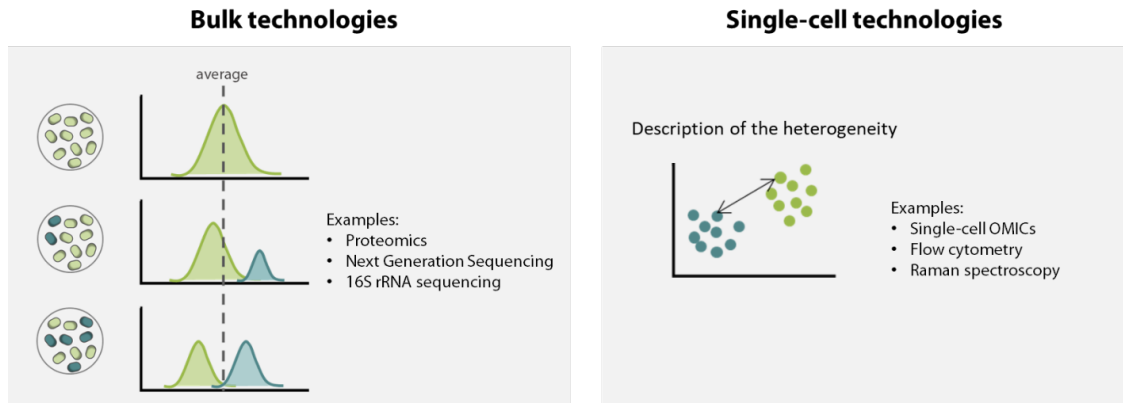 Bulk technologies
average
Examples:
• Proteomics
• Next Generation Sequencing
• 16S rRNA sequencing
Single-cell technologies
Description of the heterogeneity
Examples:
• Single-cell OMICs
• Flow cytometry
• Raman spectroscopy